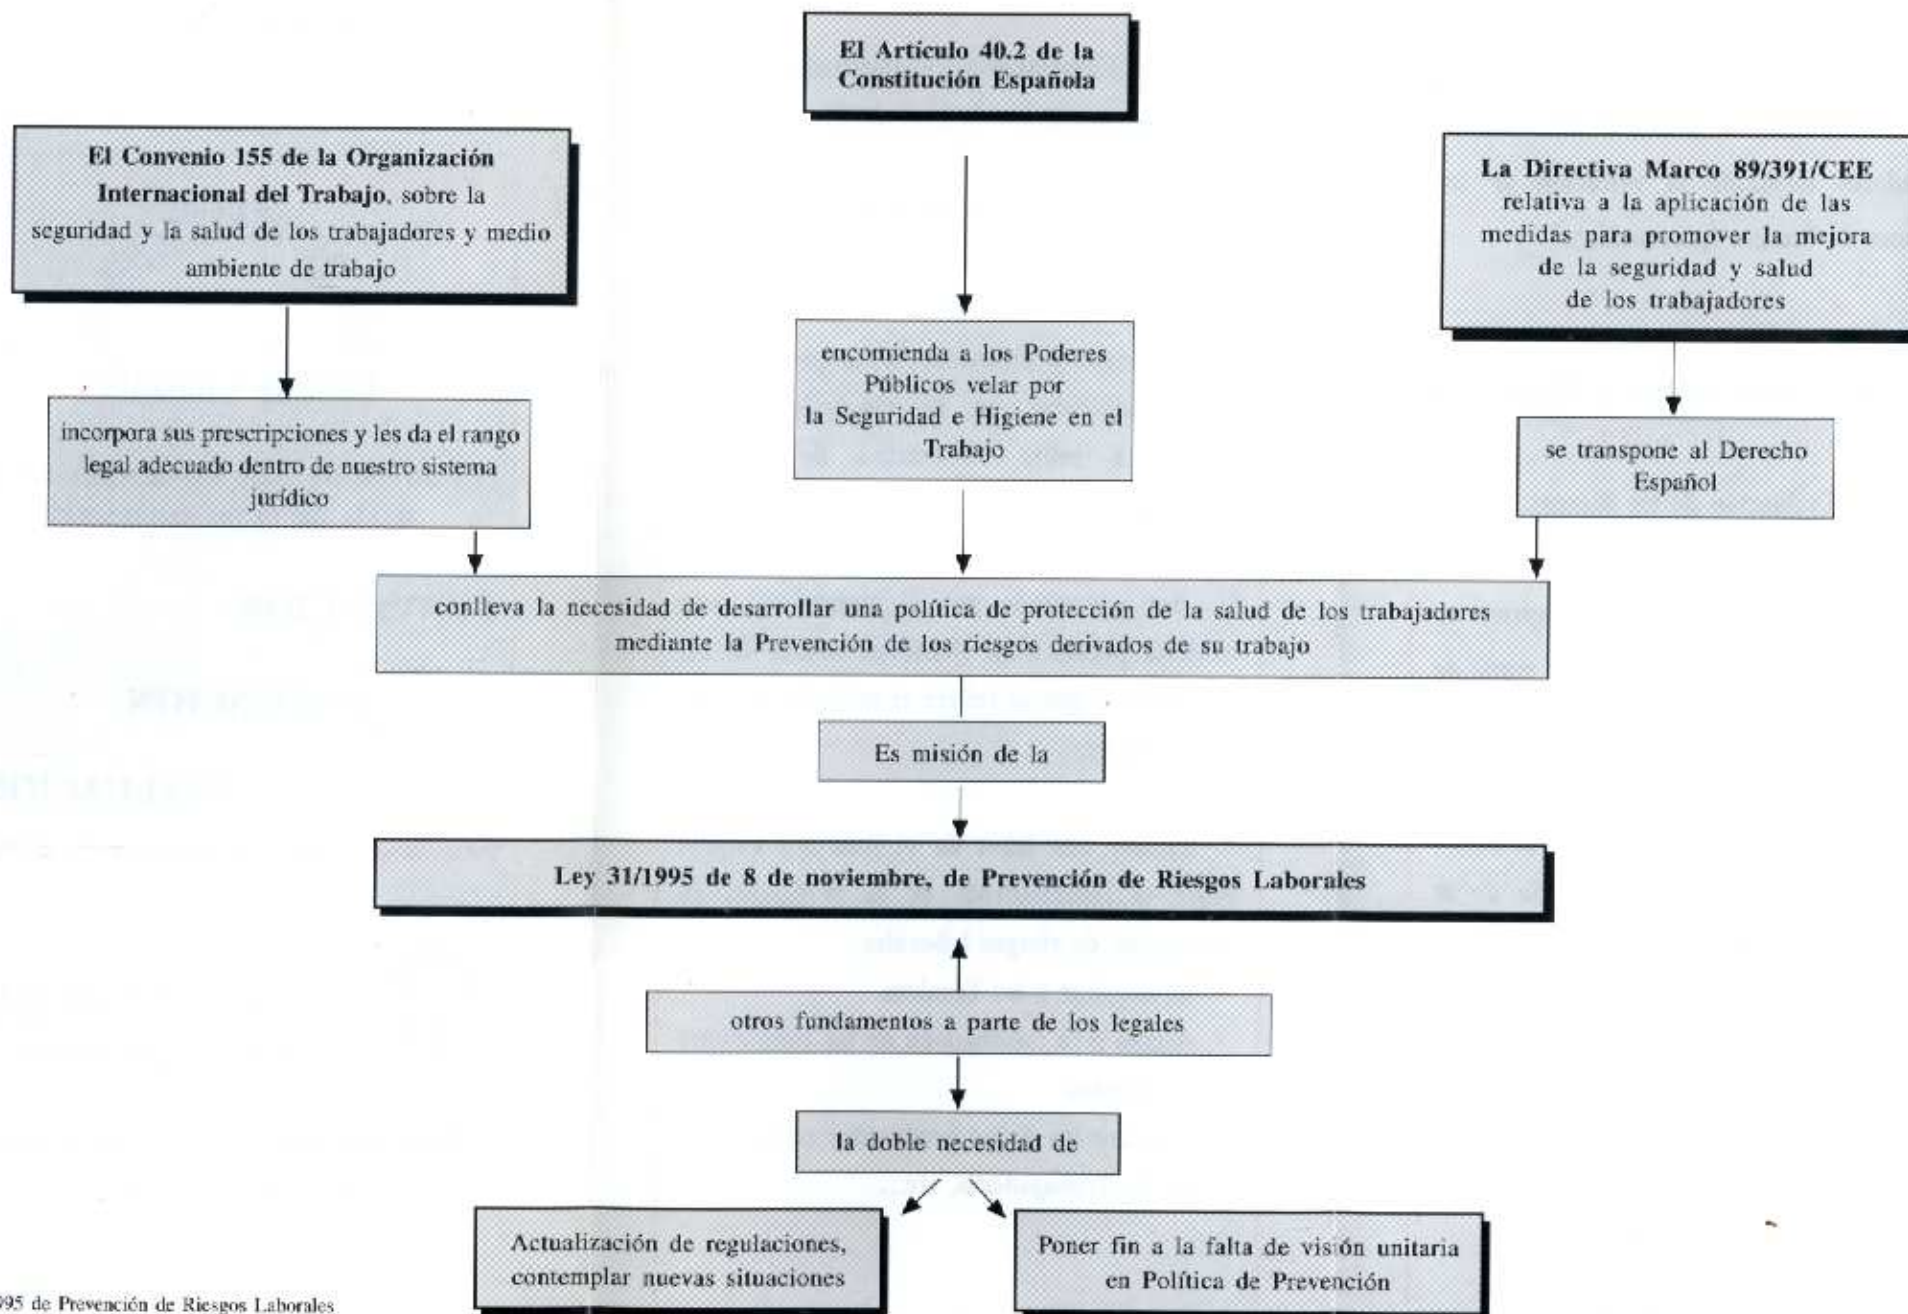 El Artículo 40.2 de la
Constitución Española
El Convenio 155 de la Organización
Internacional del Trabajo, sobre la
seguridad y la salud de los trabajadores y medio
ambiente de trabajo
La Directiva Marco 89/391/CEE
relativa a la aplicación de las
medidas para promover la mejora
de la seguridad y salud
de los trabajadores
incorpora sus prescripciones y les da el rango
legal adecuado dentro de nuestro sistema
jurídico
encomienda a los Poderes
Públicos velar por
la Seguridad e Higiene en el
Trabajo
se transpone al Derecho
Español
conlleva la necesidad de desarrollar una política de protección de la salud de los trabajadores
mediante la Prevención de los riesgos derivados de su trabajo
Es misión de la
Ley 31/1995 de 8 de noviembre, de Prevención de Riesgos Laborales
otros fundamentos a parte de los legales
la doble necesidad de
Actualización de regulaciones,
contemplar nuevas situaciones
Poner fin a la falta de visión unitaria
en Política de Prevención
995 de Prevención de Riesgos Laborales